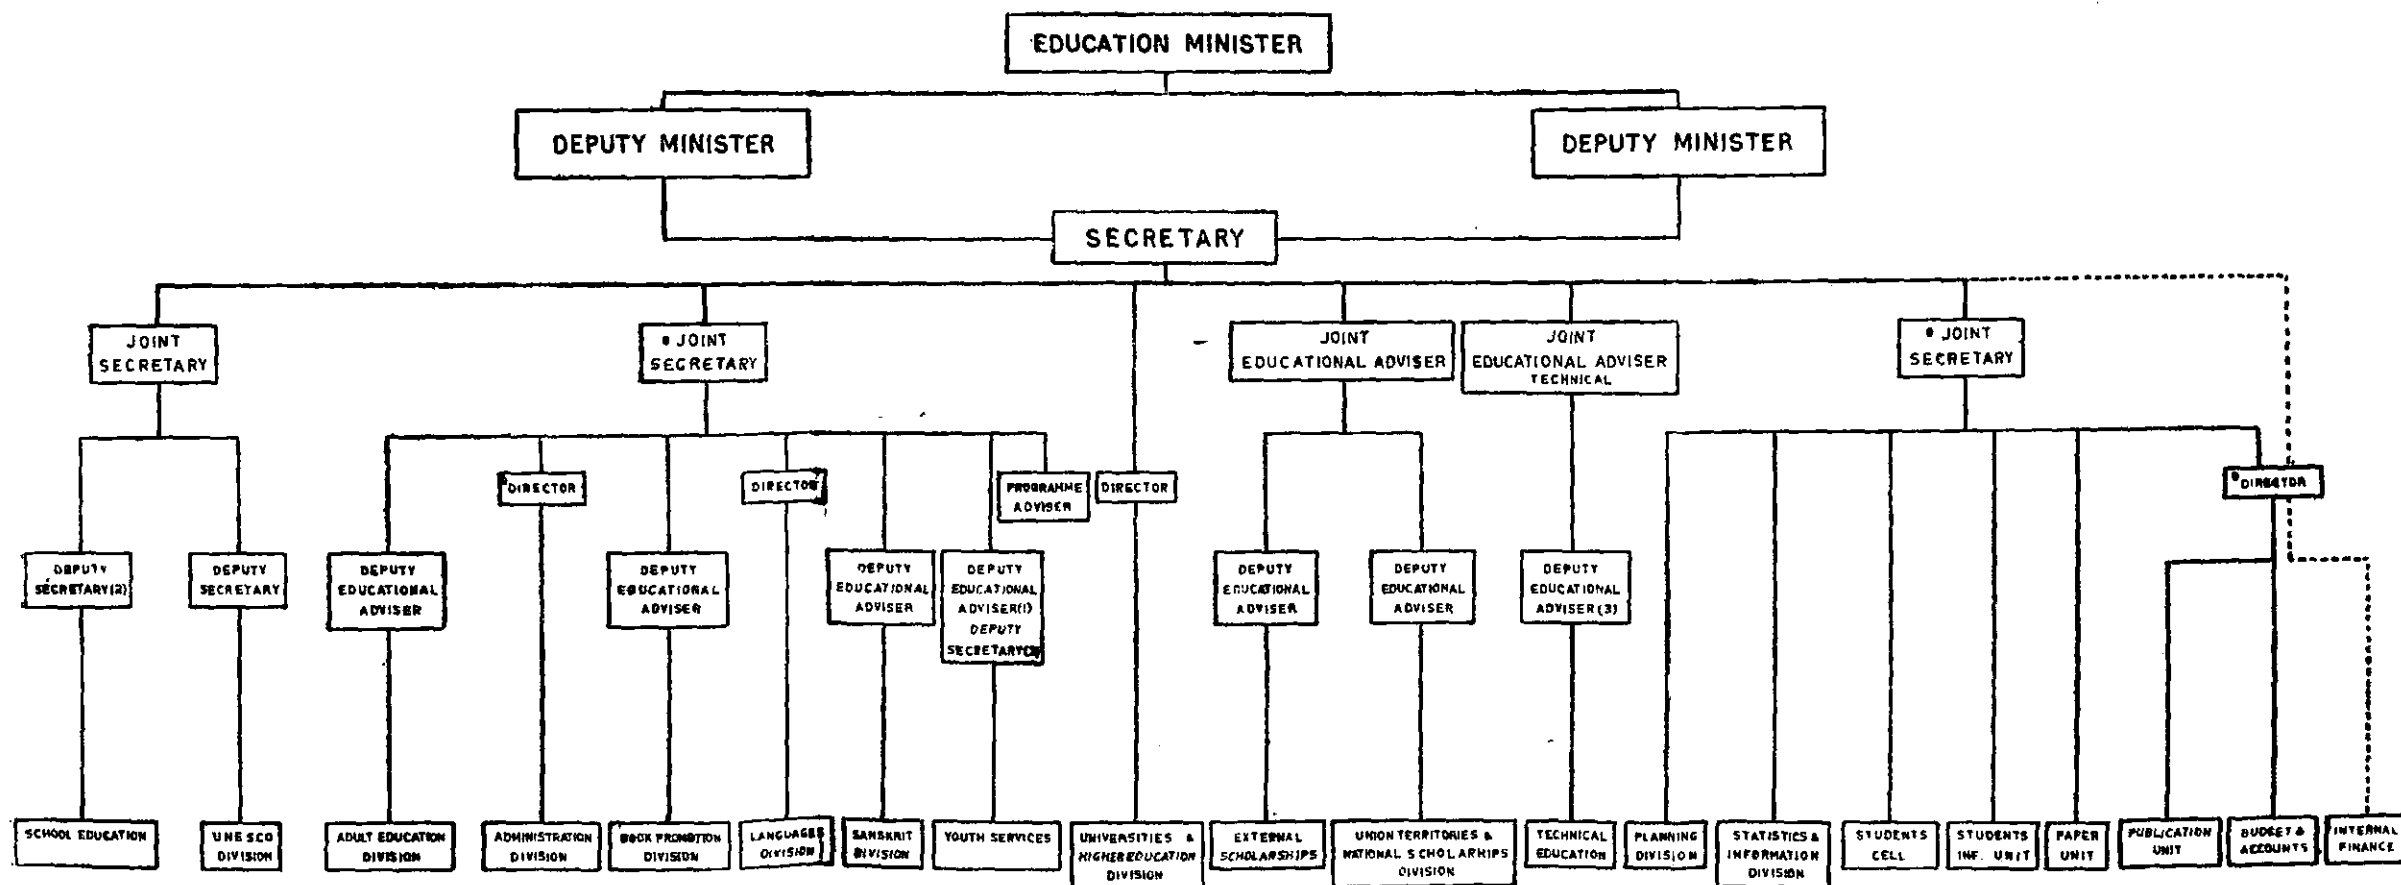 EDUCATION MINISTER
DEPUTY MINISTER
DEPUTY MINISTER
SECRETARY
JOINT
SECRETARY
• JOINT
SECRETARY
JOINT
EDUCATIONAL ADVISER
JOINT
EDUCATIONAL ADVISER
TECHNICAL
• JOINT
SECRETARY
DIRECTOR
DIRECTOR
PROGRAMME
ADVISER
DIRECTOR
• DIRECTOR
DEPUTY
SECRETARY(2)
DEPUTY
SECRETARY
DEPUTY
EDUCATIONAL
ADVISER
DEPUTY
EDUCATIONAL
ADVISER
DEPUTY
EDUCATIONAL
ADVISER
DEPUTY
EDUCATIONAL
ADVISER(1)
DEPUTY
DEPUTY
EDUCATIONAL
ADVISER
DEPUTY
EDUCATIONAL
ADVISER
DEPUTY
EDUCATIONAL
ADVISER(3)
SCHOOL EDUCATION
UNESCO
DIVISION
ADULT EDUCATION
DIVISION
ADMINISTRATION
DIVISION
BOOK PROMOTION
DIVISION
LANGUAGES
DIVISION
SANSKRIT
DIVISION
YOUTH SERVICES
UNIVERSITIES &
HIGHER EDUCATION
DIVISION
EXTERNAL
SCHOLARSHIPS
UNION TERRITORIES &
NATIONAL SCHOLARHIPS
DIVISION
TECHNICAL
EDUCATION
PLANNING
DIVISION
STATISTICS &
INFORMATION
DIVISION
STUDENTS
CELL
STUDENTS
INF. UNIT
PAPER
UNIT
PUBLICATION
UNIT
BUDGET &
ACCOUNTS
INTERNAL
FINANCE